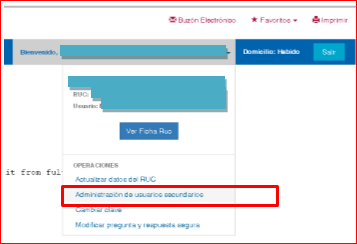 Buzón Electrónico ★ Favoritos Imprimir
Bienvenido, Domicilio: Habido Salir
RUC:
Usuario:
Ver Ficha Ruc
it from ful
OPERACIONES
Actualizar datos del RUC
Administración de usuarios secundarios
Cambiar clave
Modificar pregunta y respuesta segura